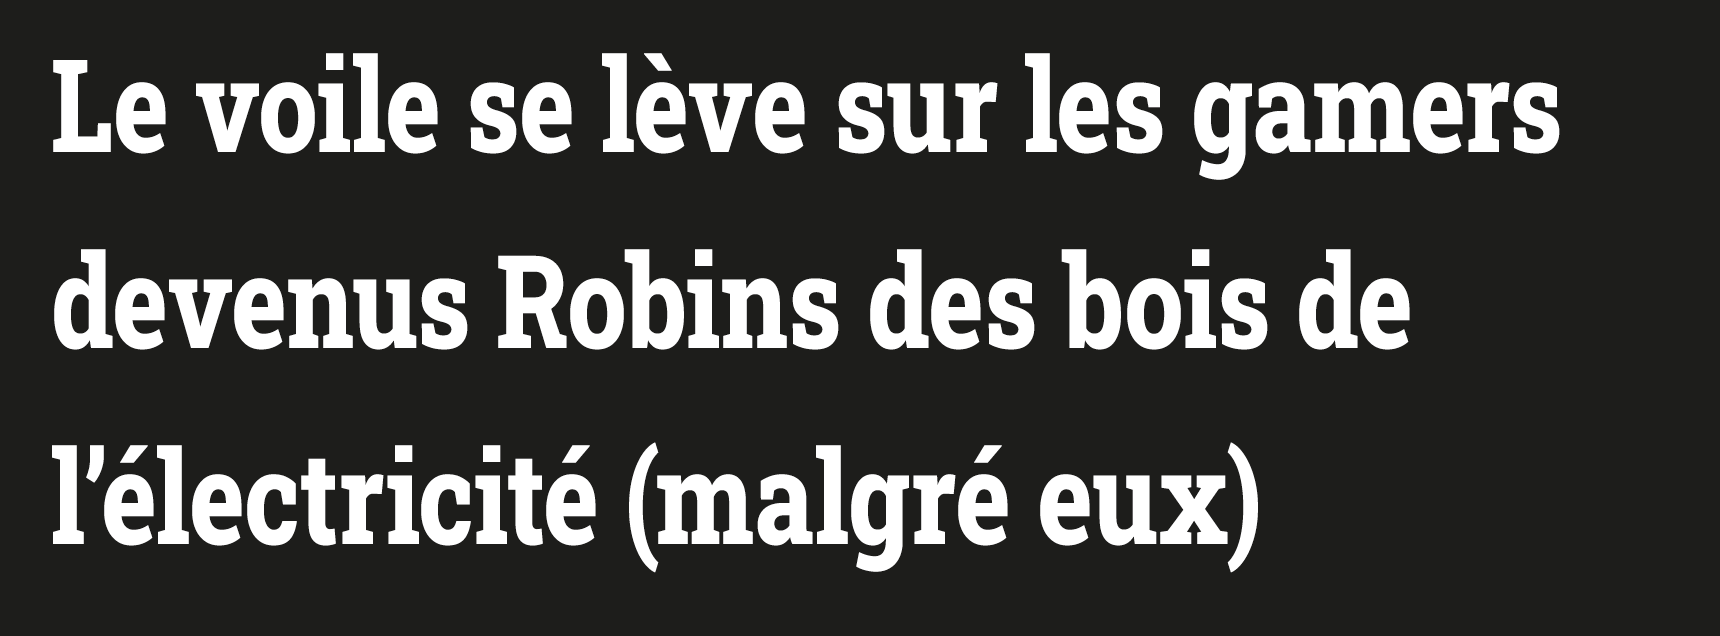 Le voile se lève sur les gamers
devenus Robins des bois de
l’électricité (malgré eux)